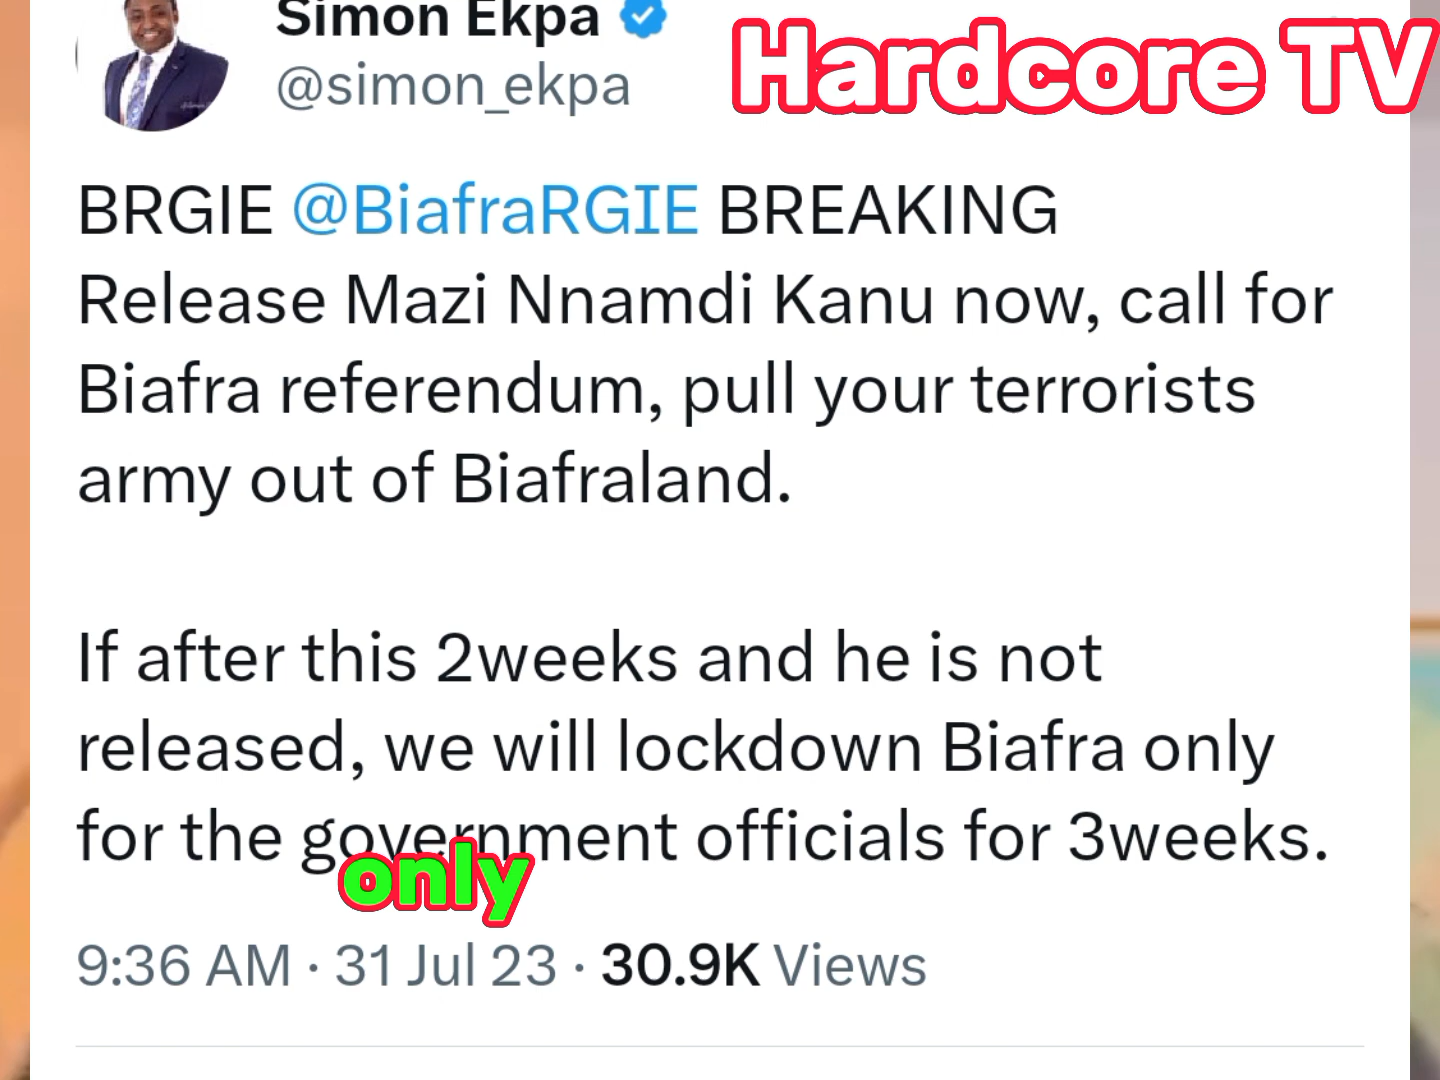 Simon Ekpa
Hardcore TV
@simon_ekpa
BRGIE @BiafraRGIE BREAKING
Release Mazi Nnamdi Kanu now, call for
Biafra referendum, pull your terrorists
army out of Biafraland.
If after this 2weeks and he is not
released, we will lockdown Biafra only
for the government officials for 3weeks.
only
9:36 AM · 31 Jul 23 · 30.9K Views